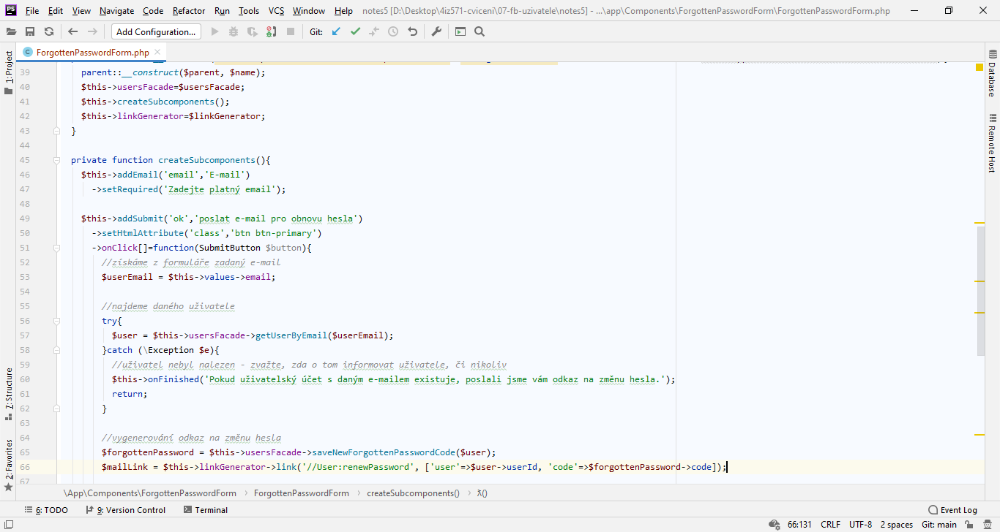 PS File Edit View Navigate Code Refactor Run Tools VCS Window Help notes5 [D:\Desktop\4iz571-cviceni\07-fb-uzivatele\notes5] - ...\app\Components\ForgottenPasswordForm\ForgottenPasswordForm.php
Add Configuration... Git:
C ForgottenPasswordForm.php
1: Project
7: Structure
2: Favorites
39 parent::__construct($parent, $name);
40 $this->usersFacade=$usersFacade;
41 $this->createSubcomponents();
42 $this->linkGenerator=$linkGenerator;
43 }
44
45 private function createSubcomponents(){
46 $this->addEmail('email','E-mail')
47 ->setRequired('Zadejte platný email');
48
49 $this->addSubmit('ok','poslat e-mail pro obnovu hesla')
50 ->setHtmlAttribute('class','btn btn-primary')
51 ->onClick[]=function(SubmitButton $button){
52 //získáme z formuláře zadaný e-mail
53 $userEmail = $this->values->email;
54
55 //najdeme daného uživatele
56 try{
57 $user = $this->usersFacade->getUserByEmail($userEmail);
58 }catch (\Exception $e){
59 //uživatel nebyl nalezen - zvažte, zda o tom informovat uživatele, či nikoliv
60 $this->onFinished('Pokud uživatelský účet s daným e-mailem existuje, poslali jsme vám odkaz na změnu hesla.');
61 return;
62 }
63
64 //vygenerování odkaz na změnu hesla
65 $forgottenPassword = $this->usersFacade->saveNewForgottenPasswordCode($user);
66 $mailLink = $this->linkGenerator->link('//User:renewPassword', ['user'=>$user->userId, 'code'=>$forgottenPassword->code]);
67
Database
Remote Host
\App\Components\ForgottenPasswordForm › ForgottenPasswordForm › createSubcomponents() › ƛ()
6: TODO 9: Version Control Terminal Event Log
66:131 CRLF UTF-8 2 spaces Git: main